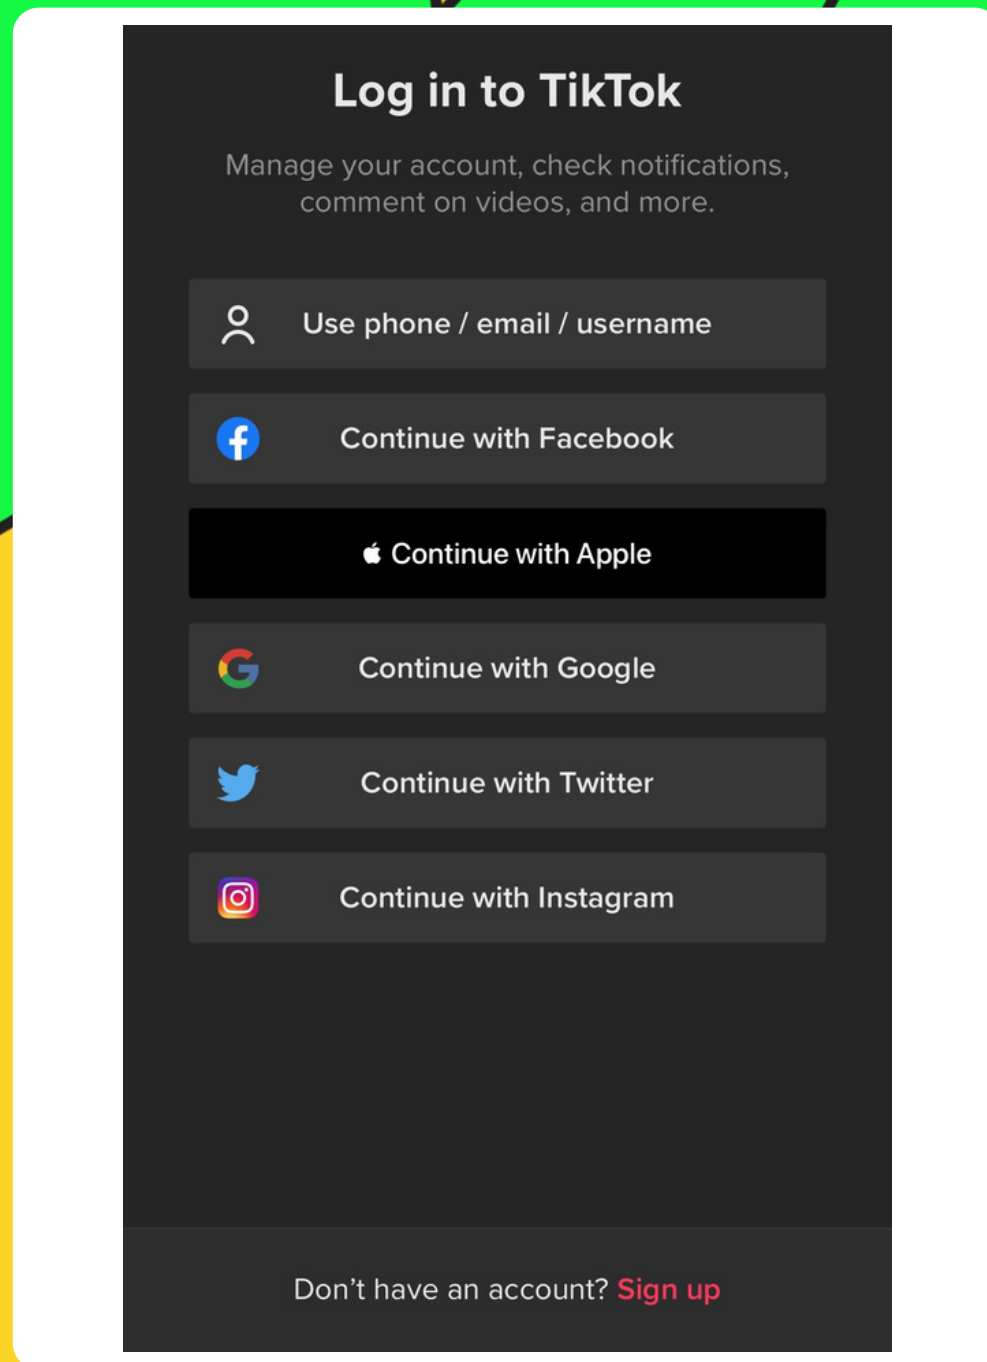 Log in to TikTok
Manage your account, check notifications,
comment on videos, and more.
Use phone / email / username
Continue with Facebook
Continue with Apple
Continue with Google
Continue with Twitter
Continue with Instagram
Don’t have an account? Sign up